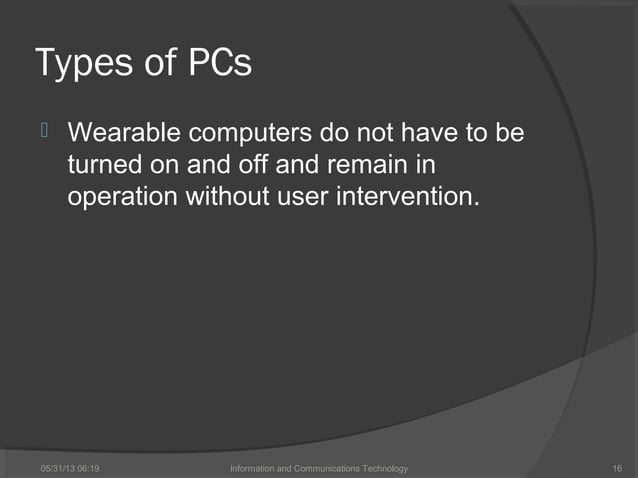 Types of PCs
Wearable computers do not have to be
turned on and off and remain in
operation without user intervention.
05/31/13 06:19 Information and Communications Technology 16